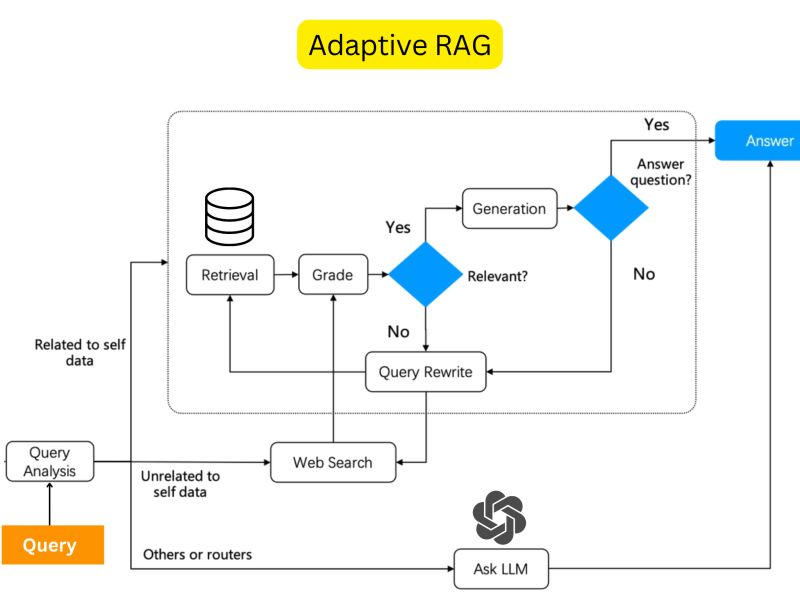 Adaptive RAG
Yes
Answer
Answer
question?
Generation
Yes
Retrieval
Grade
Relevant?
No
No
Query Rewrite
Related to self
data
Query
Analysis
Web Search
Unrelated to
self data
Query
Others or routers
Ask LLM